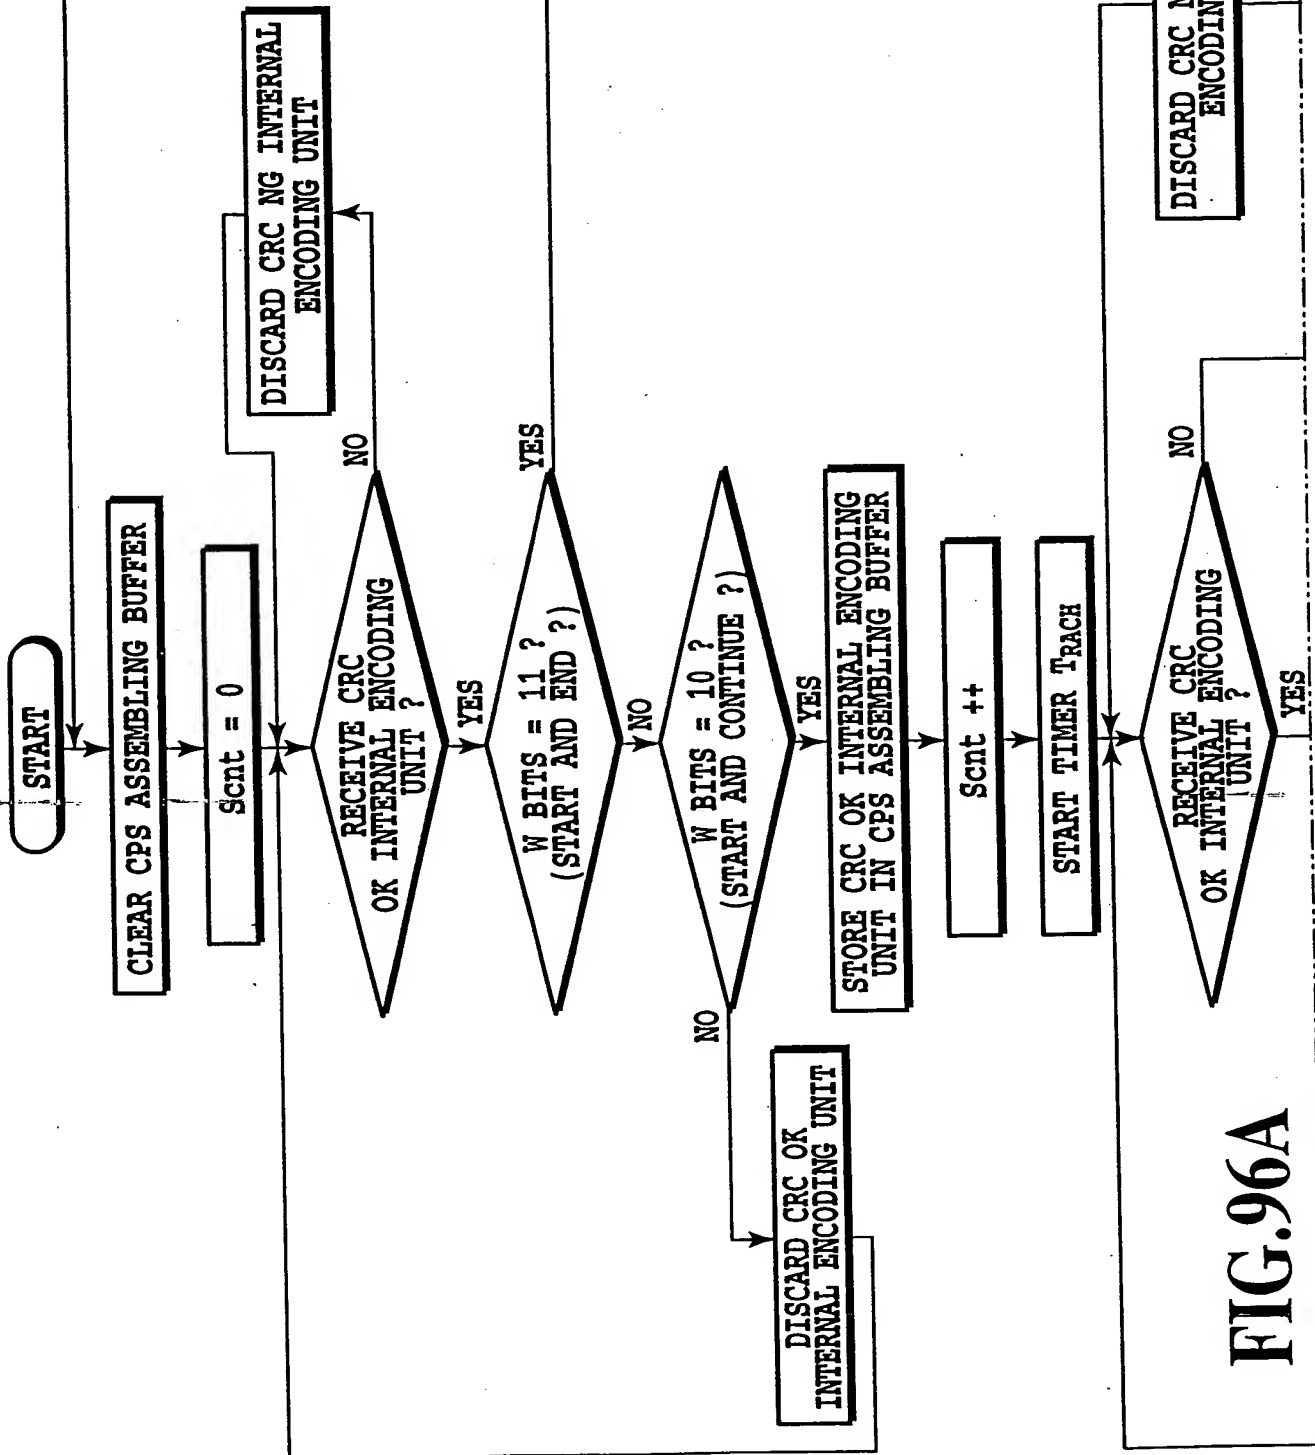 START
CLEAR CPS ASSEMBLING BUFFER
Scnt = 0
RECEIVE CRC
OK INTERNAL ENCODING
UNIT ?
NO
DISCARD CRC NG INTERNAL
ENCODING UNIT
YES
W BITS = 11 ?
(START AND END ?)
YES
NO
W BITS = 10 ?
(START AND CONTINUE ?)
NO
DISCARD CRC OK
INTERNAL ENCODING UNIT
YES
STORE CRC OK INTERNAL ENCODING
UNIT IN CPS ASSEMBLING BUFFER
Scnt ++
START TIMER TRACH
RECEIVE CRC
OK INTERNAL ENCODING
UNIT ?
NO
YES
DISCARD CRC
FIG.96A